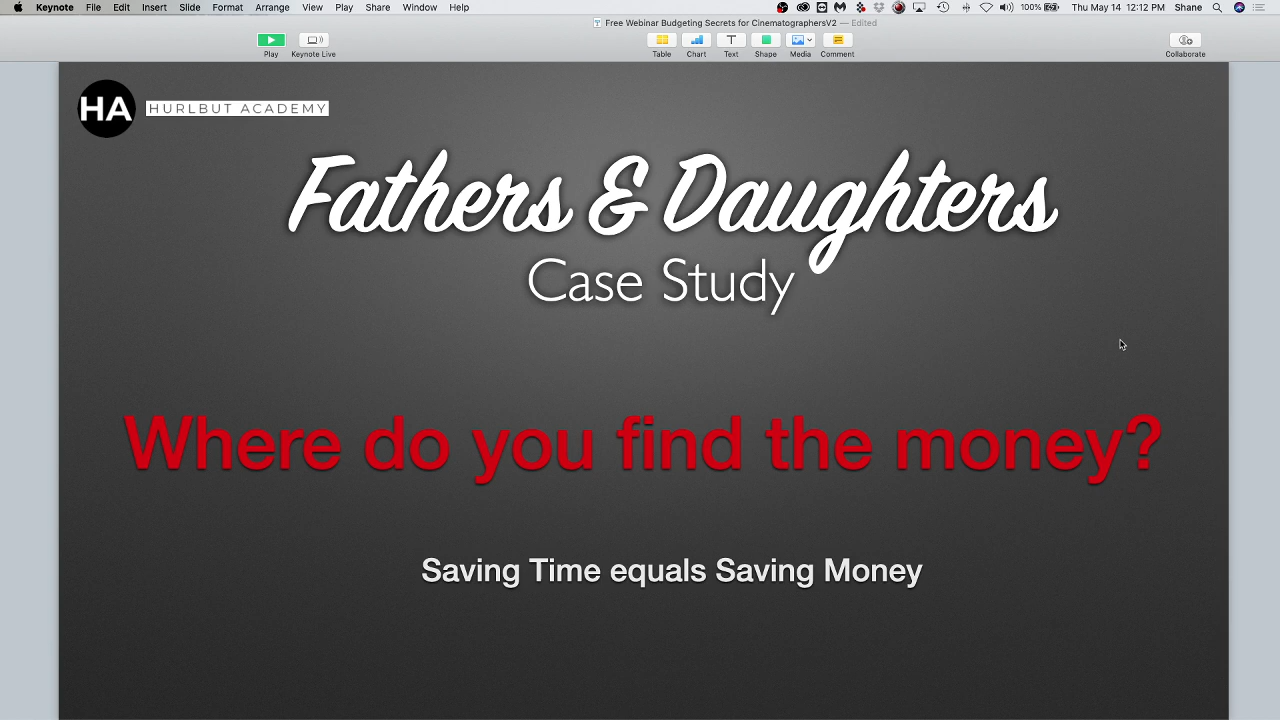 Keynote File Edit Insert Slide Format Arrange View Play Share Window Help 100% Thu May 14 12:12 PM Shane
Free Webinar Budgeting Secrets for CinematographersV2 — Edited
Play Keynote Live Table Chart Text Shape Media Comment Collaborate
HA HURLBUT ACADEMY
Fathers & Daughters
Case Study
Where do you find the money?
Saving Time equals Saving Money